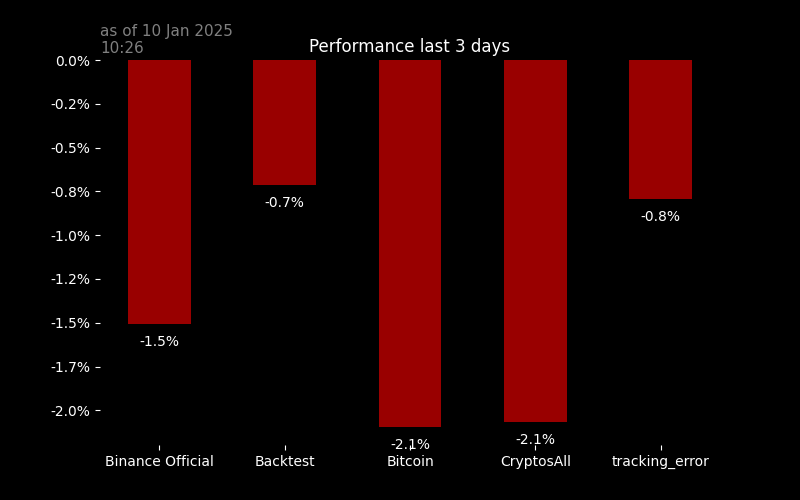 as of 10 Jan 2025
10:26
Performance last 3 days
0.0%
-0.2%
-0.5%
-0.8%
-1.0%
-1.2%
-1.5%
-1.7%
-2.0%
-1.5%
-0.7%
-2.1%
-2.1%
-0.8%
Binance Official
Backtest
Bitcoin
CryptosAll
tracking_error